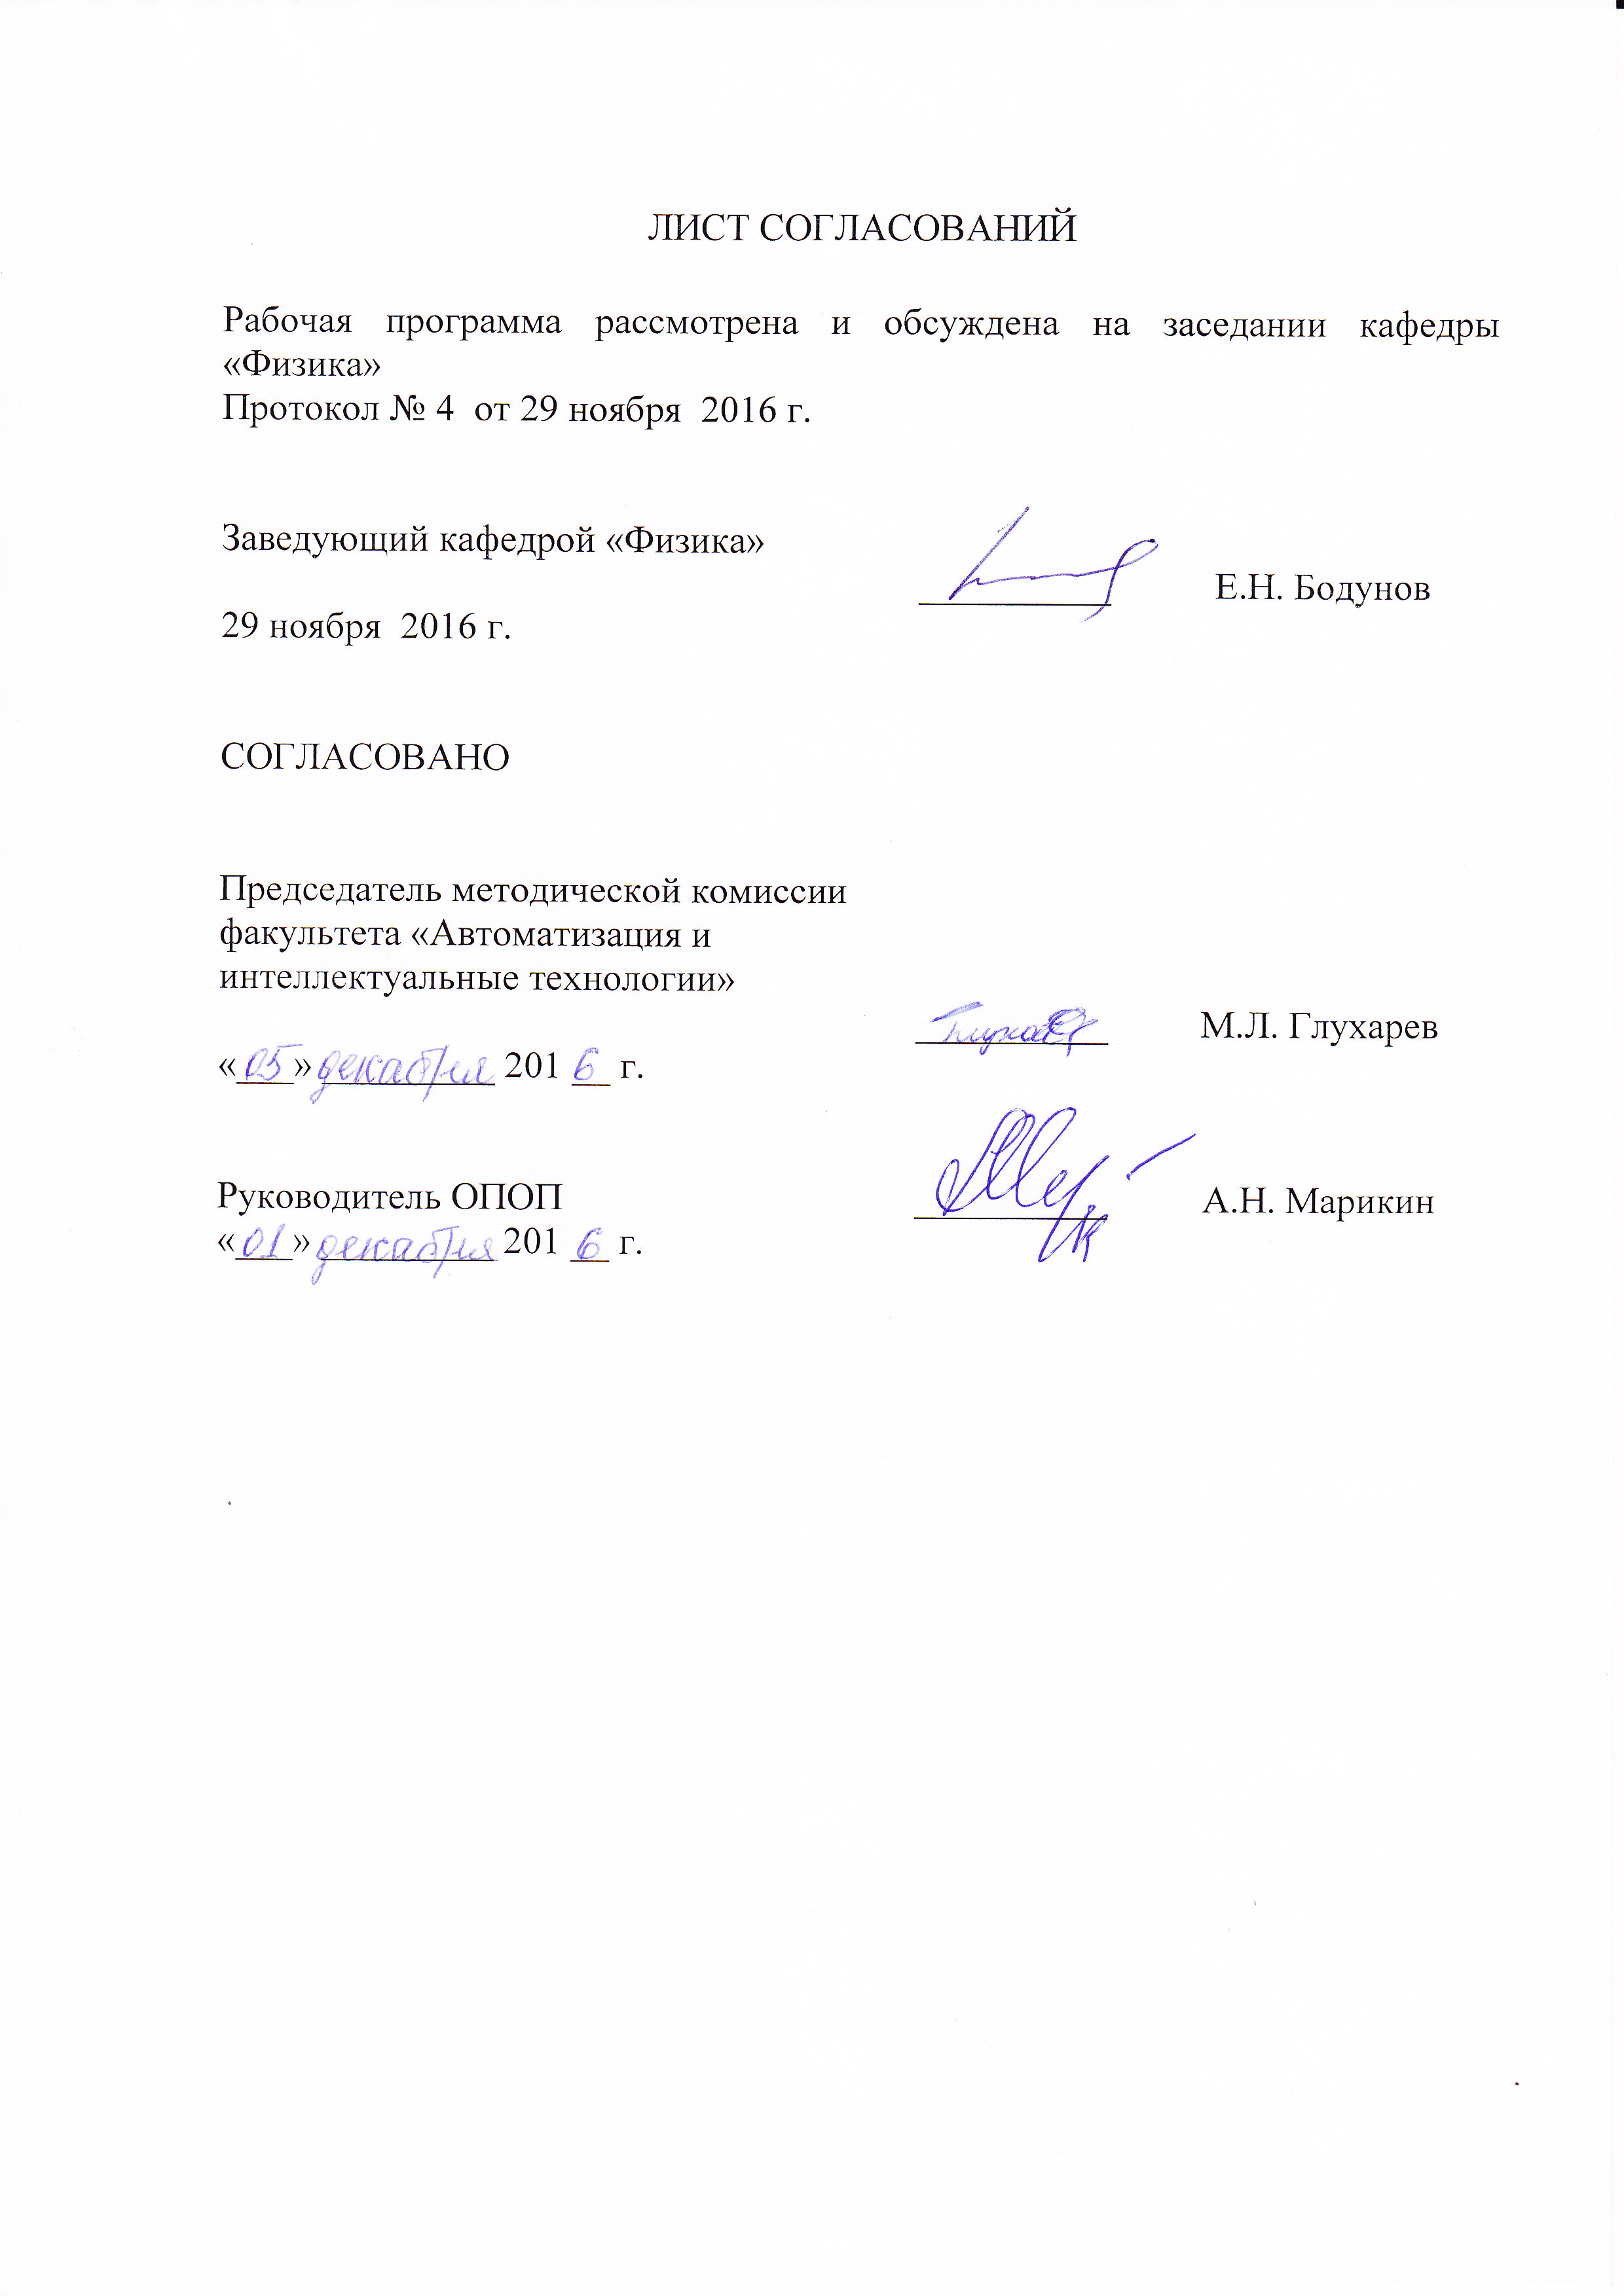 ЛИСТ СОГЛАСОВАНИЙ
Рабочая программа рассмотрена и обсуждена на заседании кафедры
«Физика»
Протокол № 4 от 29 ноября 2016 г.
Заведующий кафедрой «Физика»
Е.Н. Бодунов
29 ноября 2016 г.
СОГЛАСОВАНО
Председатель методической комиссии
факультета «Автоматизация и
интеллектуальные технологии»
М.Л. Глухарев
«05» декабря 2016 г.
Руководитель ОПОП А.Н. Марикин
«01» декабря 2016 г.